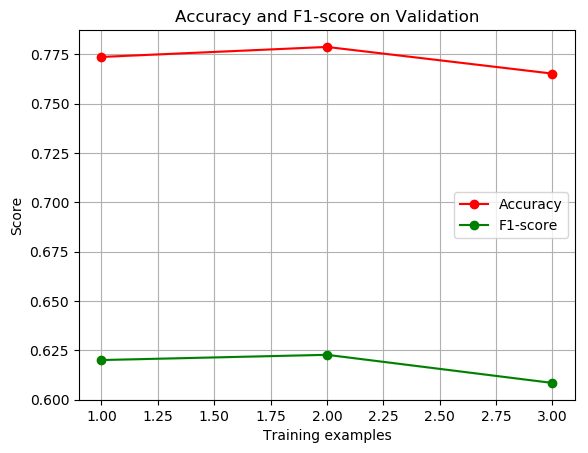 Accuracy and F1-score on Validation
Score
0.775
0.750
0.725
0.700
0.675
0.650
0.625
0.600
Accuracy
F1-score
1.00 1.25 1.50 1.75 2.00 2.25 2.50 2.75 3.00
Training examples